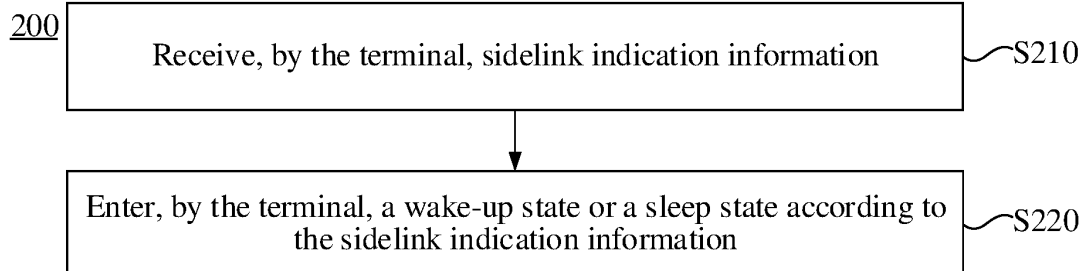 200
Receive, by the terminal, sidelink indication information
S210
Enter, by the terminal, a wake-up state or a sleep state according to
the sidelink indication information
S220